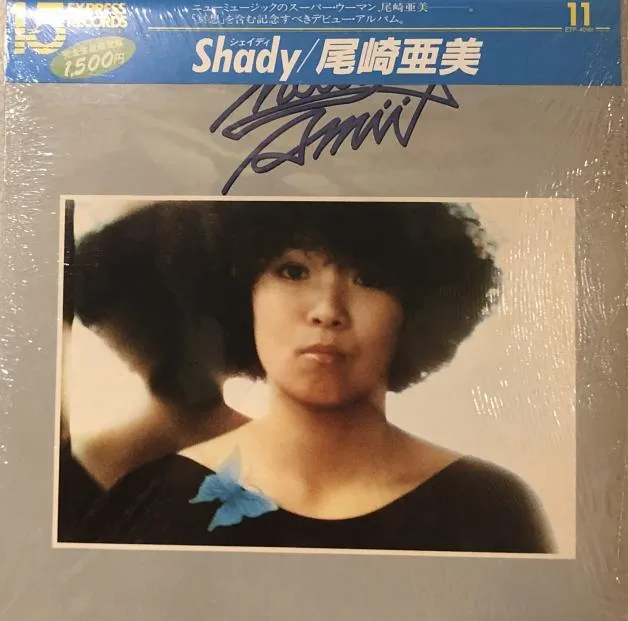 15 EXPRESS RECORDS
1,500円
ニューミュージックのスーパー・ウーマン、尾崎亜美
「冥想」を含む記念すべきデビュー・アルバム。
11
シェイディ
Shady/尾崎亜美
Amii